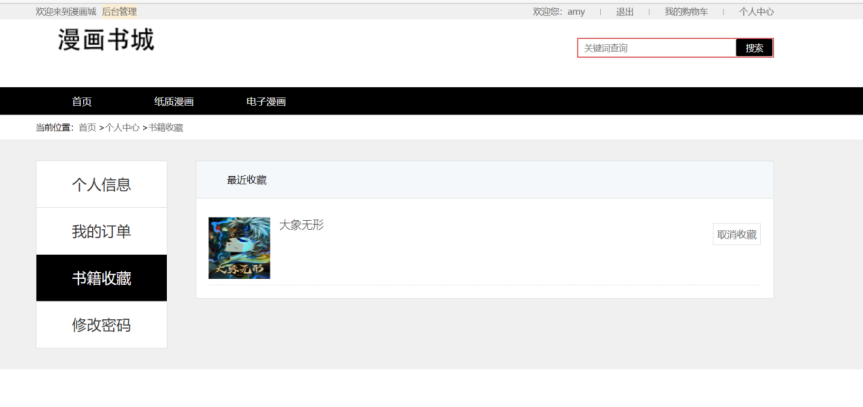 欢迎来到漫画城 后台管理
欢迎您：amy 退出 我的购物车 个人中心
漫画书城
关键词查询 搜索
首页 纸质漫画 电子漫画
当前位置：首页 >个人中心 >书籍收藏
个人信息
我的订单
书籍收藏
修改密码
最近收藏
大象无形
大象无形
取消收藏